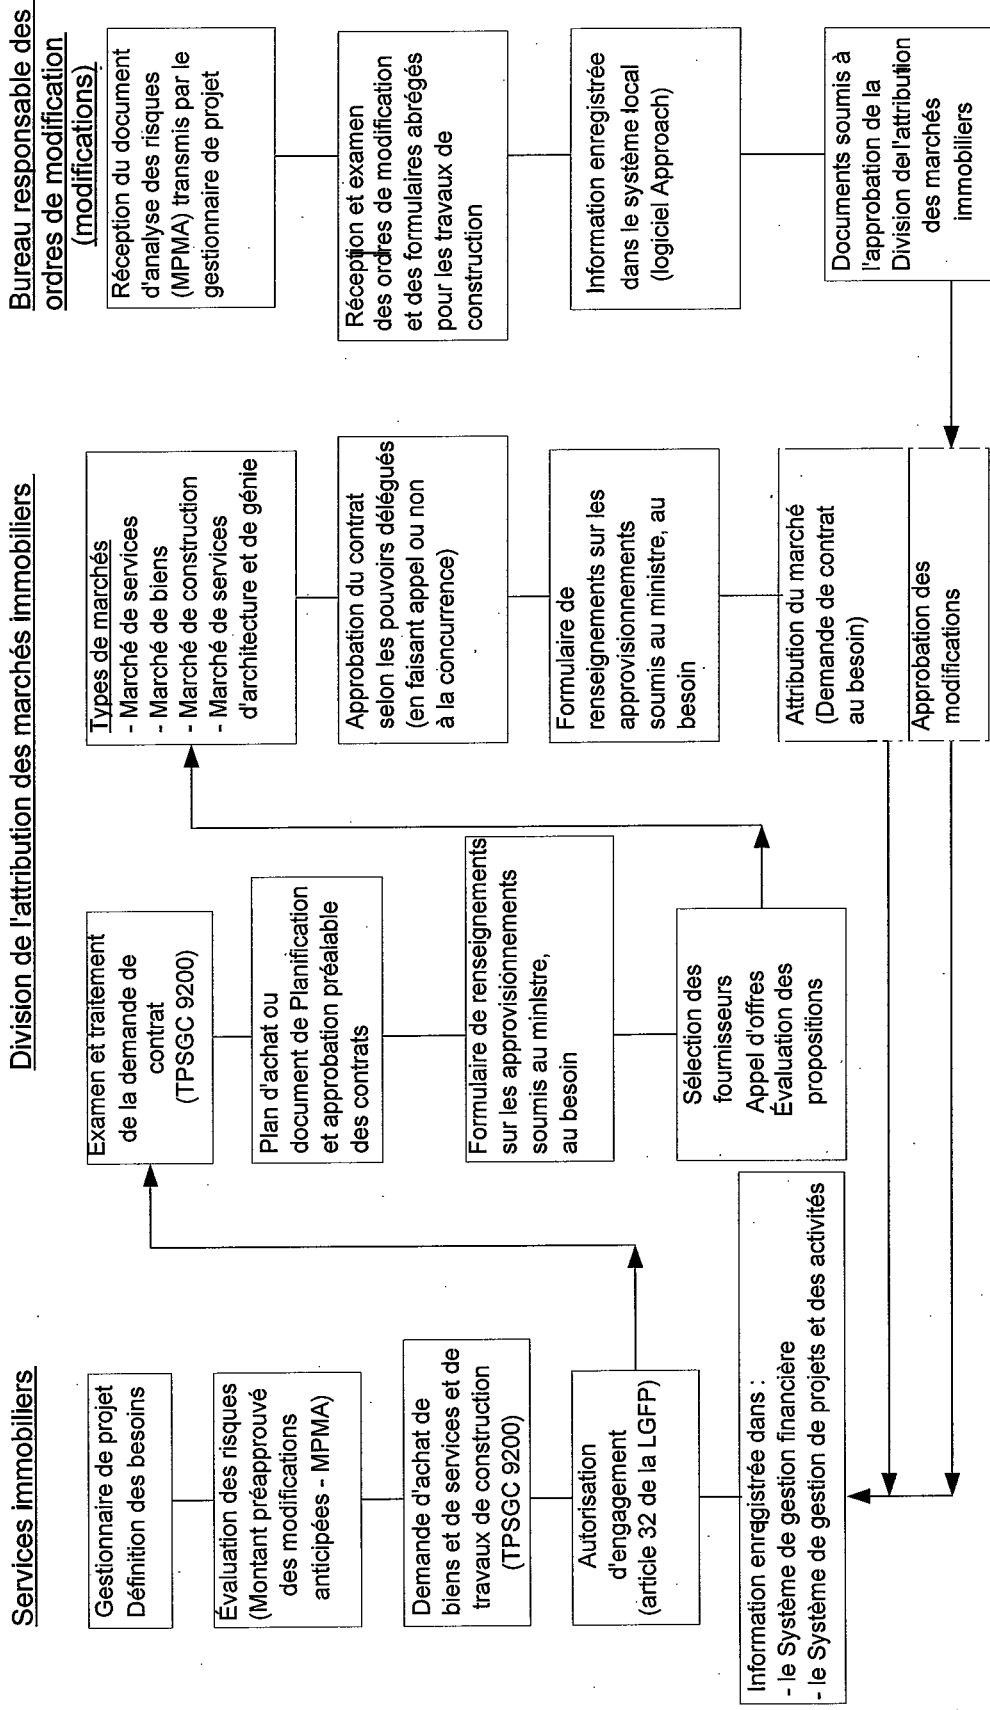 Services immobiliers
Gestionnaire de projet
Définition des besoins
Évaluation des risques
(Montant préapprouvé
des modifications
anticipées - MPMA)
Demande d'achat de
biens et de services et de
travaux de construction
(TPSGC 9200)
Autorisation
d'engagement
(article 32 de la LGFP)
Information enregistrée dans :
- le Système de gestion financière
- le Système de gestion de projets et des activités
Division de l'attribution des marchés immobiliers
Examen et traitement
de la demande de
contrat
(TPSGC 9200)
Plan d'achat ou
document de Planification
et approbation préalable
des contrats
Formulaire de renseignements
sur les approvisionnements
soumis au ministre,
au besoin
Sélection des
fournisseurs
Appel d'offres
Évaluation des
propositions
Types de marchés
- Marché de services
- Marché de biens
- Marché de construction
- Marché de services
d'architecture et de génie
Approbation du contrat
selon les pouvoirs délégués
(en faisant appel ou non
à la concurrence)
Formulaire de
renseignements sur les
approvisionnements
soumis au ministre, au
besoin
Attribution du marché
(Demande de contrat
au besoin)
Approbation des
modifications
Bureau responsable des
ordres de modification
(modifications)
Réception du document
d'analyse des risques
(MPMA) transmis par le
gestionnaire de projet
Réception et examen
des ordres de modification
et des formulaires abrégés
pour les travaux de
construction
Information enregistrée
dans le système local
(logiciel Approach)
Documents soumis à
l'approbation de la
Division de l'attribution
des marchés
immobiliers